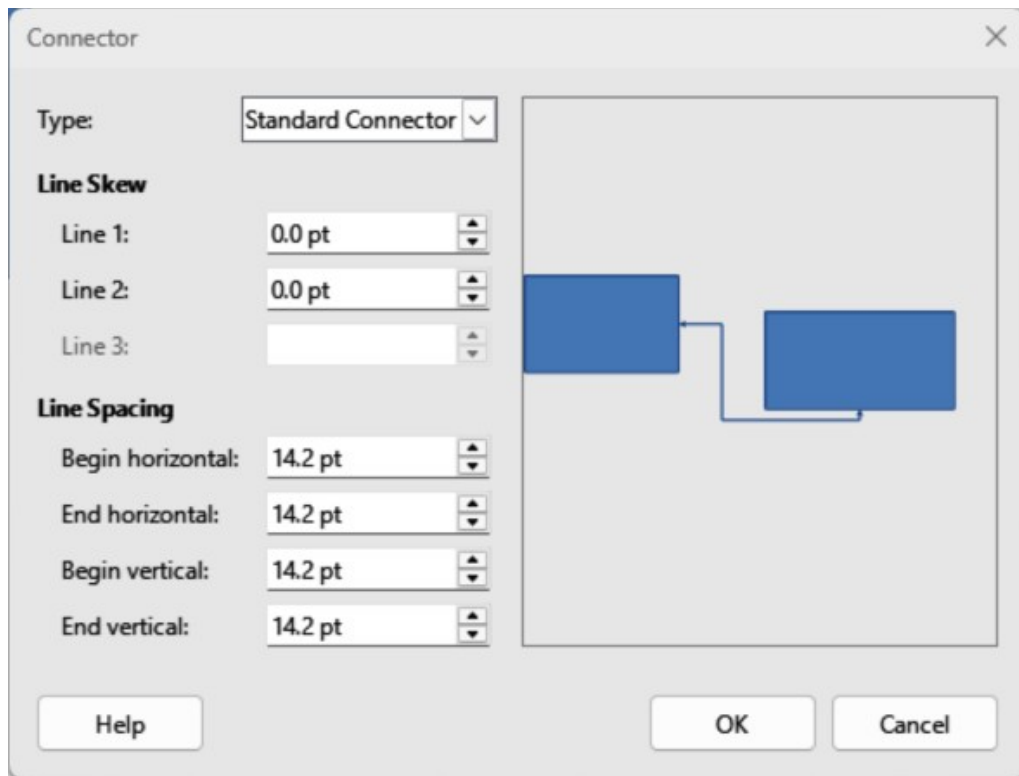 Connector
Type: Standard Connector
Line Skew
Line 1: 0.0 pt
Line 2: 0.0 pt
Line 3:
Line Spacing
Begin horizontal: 14.2 pt
End horizontal: 14.2 pt
Begin vertical: 14.2 pt
End vertical: 14.2 pt
Help OK Cancel